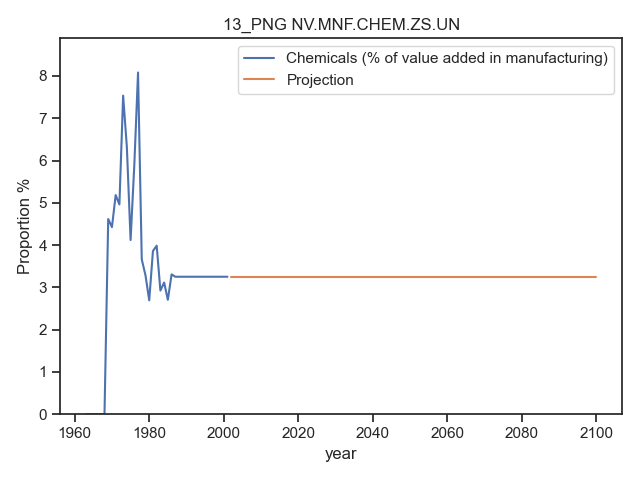 13_PNG NV.MNF.CHEM.ZS.UN
Chemicals (% of value added in manufacturing)
Projection
Proportion %
8
7
6
5
4
3
2
1
0
1960 1980 2000 2020 2040 2060 2080 2100
year